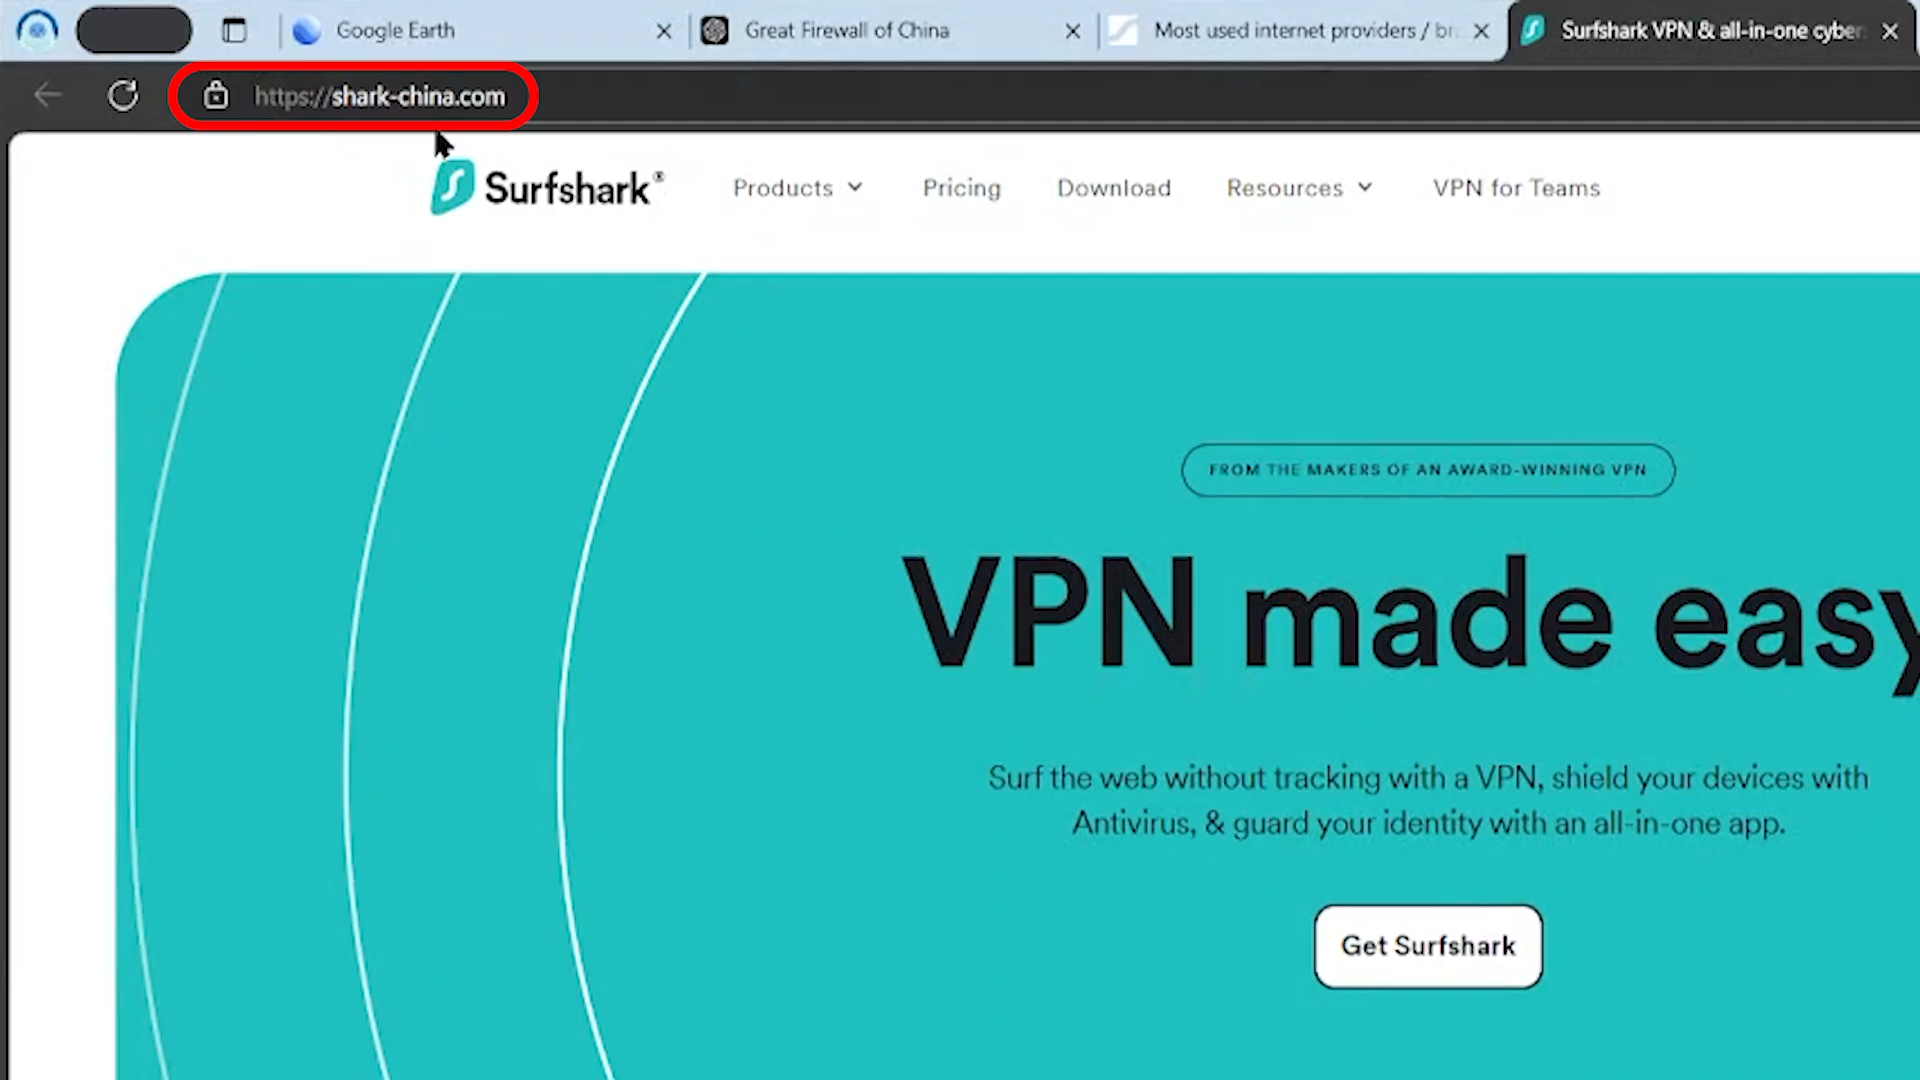 Google Earth
Great Firewall of China
Most used internet providers / br
Surfshark VPN & all-in-one cyber
https://shark-china.com
Surfshark®
Products
Pricing
Download
Resources
VPN for Teams
FROM THE MAKERS OF AN AWARD-WINNING VPN
VPN made easy
Surf the web without tracking with a VPN, shield your devices with
Antivirus, & guard your identity with an all-in-one app.
Get Surfshark